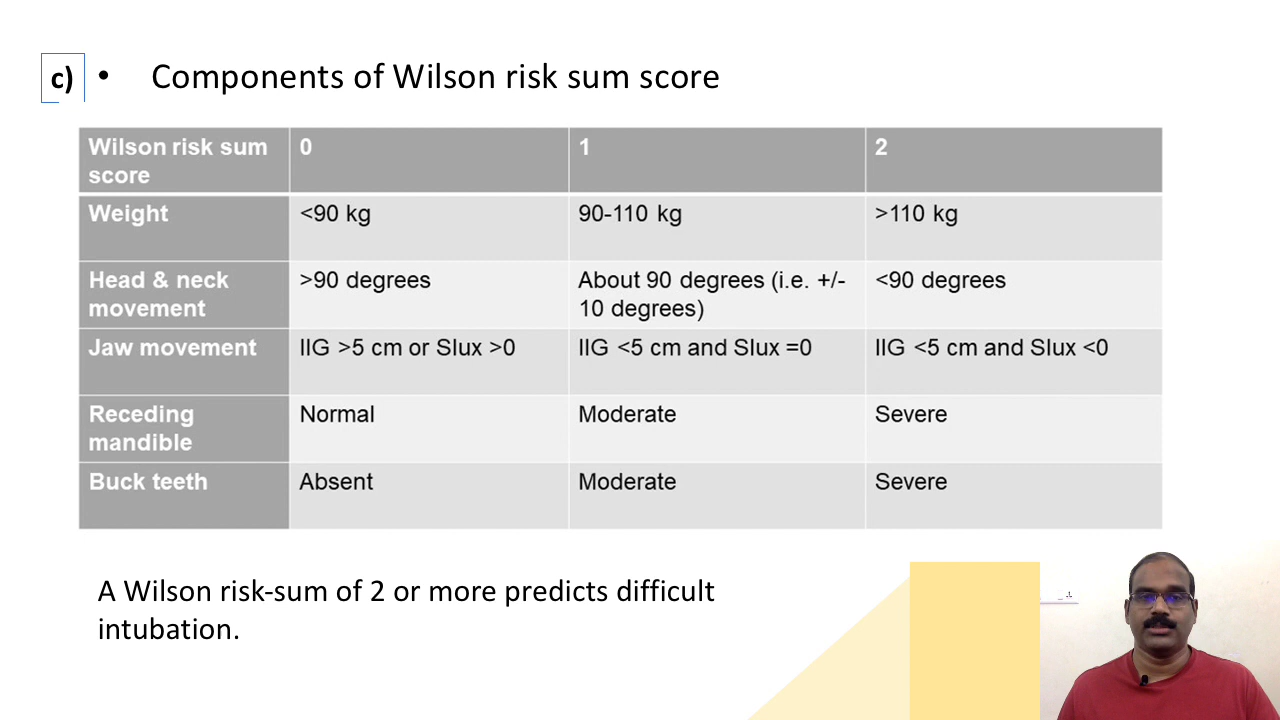 c) • Components of Wilson risk sum score
Wilson risk sum score 0 1 2
Weight <90 kg 90-110 kg >110 kg
Head & neck movement >90 degrees About 90 degrees (i.e. +/- 10 degrees) <90 degrees
Jaw movement IIG >5 cm or Slux >0 IIG <5 cm and Slux =0 IIG <5 cm and Slux <0
Receding mandible Normal Moderate Severe
Buck teeth Absent Moderate Severe
A Wilson risk-sum of 2 or more predicts difficult
intubation.